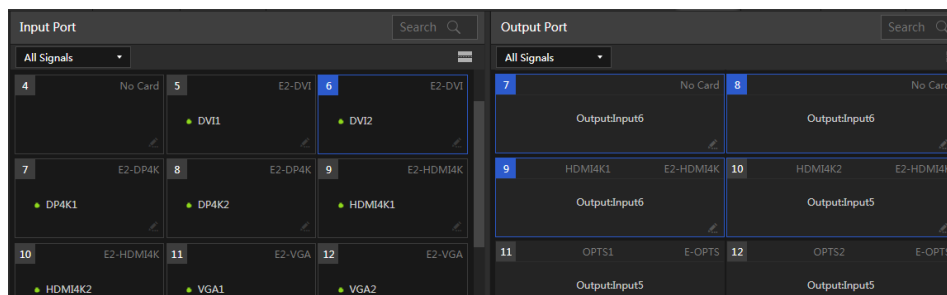 Input Port Search
All Signals
4 No Card
5 E2-DVI
DVI1
6 E2-DVI
DVI2
7 E2-DP4K
DP4K1
8 E2-DP4K
DP4K2
9 E2-HDMI4K
HDMI4K1
10 E2-HDMI4K
HDMI4K2
11 E2-VGA
VGA1
12 E2-VGA
VGA2
Output Port Search
All Signals
7 No Card
Output:Input6
8 No Card
Output:Input6
9 HDMI4K1 E2-HDMI4K
Output:Input6
10 HDMI4K2 E2-HDMI4K
Output:Input5
11 OPTS1 E-OPTS
Output:Input5
12 OPTS2 E-OPTS
Output:Input5